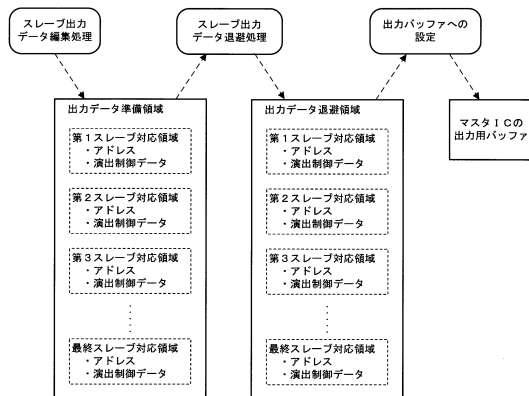 スレーブ出力
データ編集処理
スレーブ出力
データ退避処理
出力バッファへの
設定
出力データ準備領域
第１スレーブ対応領域
・アドレス
・演出制御データ
第２スレーブ対応領域
・アドレス
・演出制御データ
第３スレーブ対応領域
・アドレス
・演出制御データ
最終スレーブ対応領域
・アドレス
・演出制御データ
出力データ退避領域
第１スレーブ対応領域
・アドレス
・演出制御データ
第２スレーブ対応領域
・アドレス
・演出制御データ
第３スレーブ対応領域
・アドレス
・演出制御データ
最終スレーブ対応領域
・アドレス
・演出制御データ
マスタＩＣの
出力用バッファ